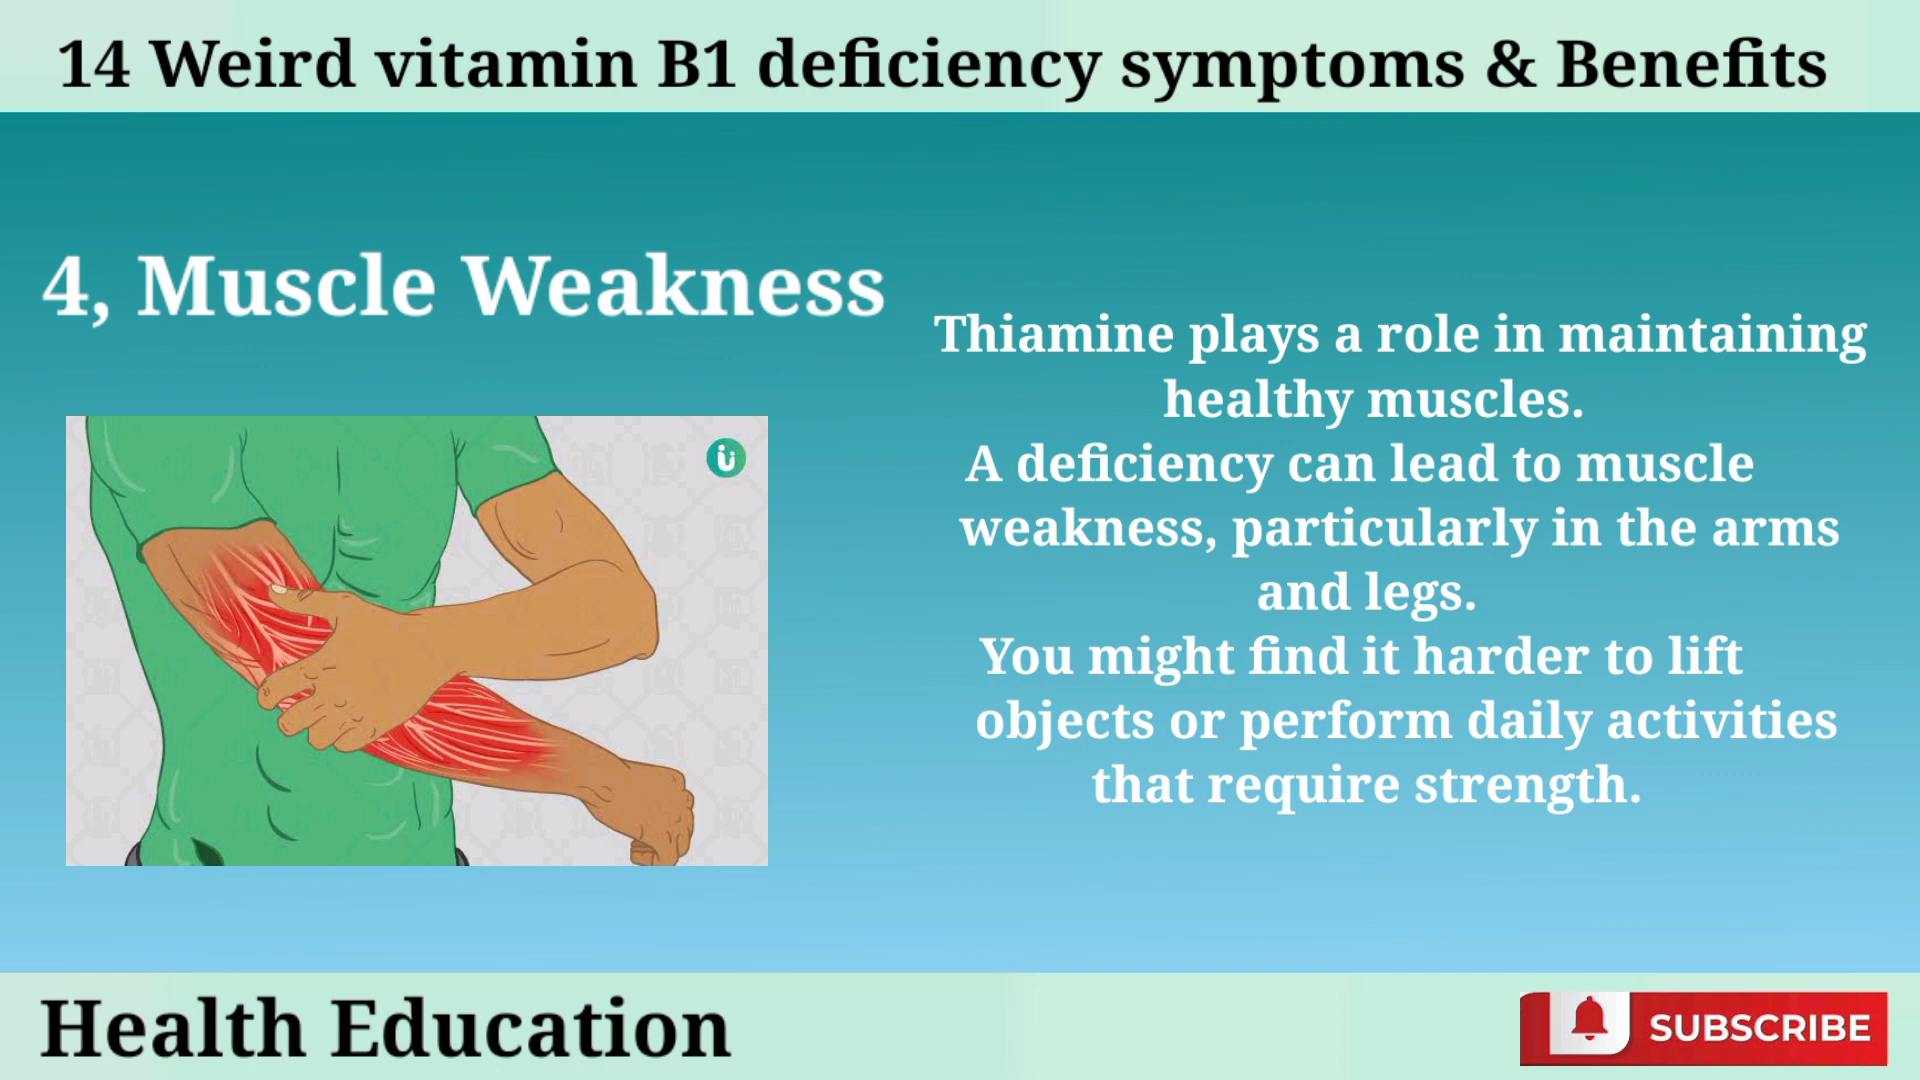 14 Weird vitamin B1 deficiency symptoms & Benefits
4, Muscle Weakness
Thiamine plays a role in maintaining
healthy muscles.
A deficiency can lead to muscle
weakness, particularly in the arms
and legs.
You might find it harder to lift
objects or perform daily activities
that require strength.
Health Education
SUBSCRIBE